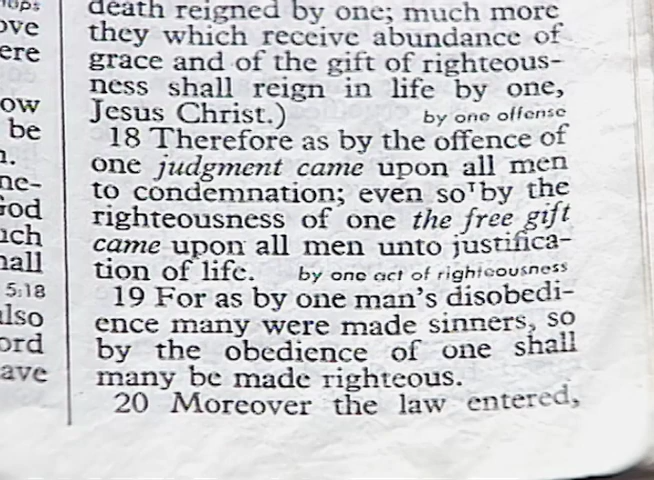 ops
ove
ere
ow
be
n.
ne-
God
uch
hall
5:18
also
ord
ave
death reigned by one; much more
they which receive abundance of
grace and of the gift of righteous-
ness shall reign in life by one,
Jesus Christ.) by one offense
18 Therefore as by the offence of
one judgment came upon all men
to condemnation; even so by the
righteousness of one the free gift
came upon all men unto justifica-
tion of life. by one act of righteousness
19 For as by one man's disobedi-
ence many were made sinners, so
by the obedience of one shall
many be made righteous.
20 Moreover the law entered,